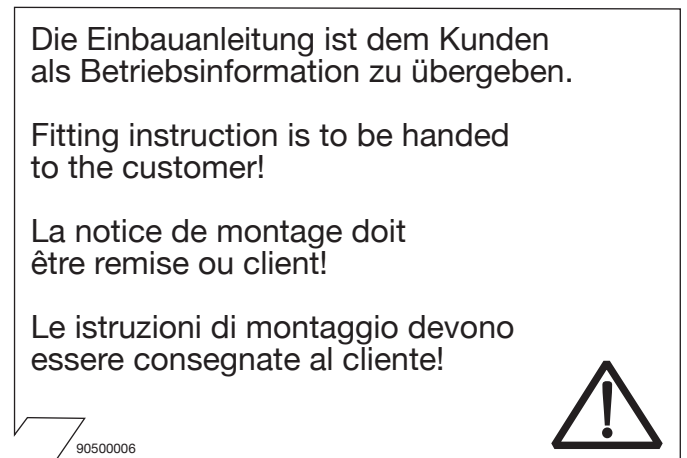 Die Einbauanleitung ist dem Kunden
als Betriebsinformation zu übergeben.
Fitting instruction is to be handed
to the customer!
La notice de montage doit
être remise ou client!
Le istruzioni di montaggio devono
essere consegnate al cliente!
90500006